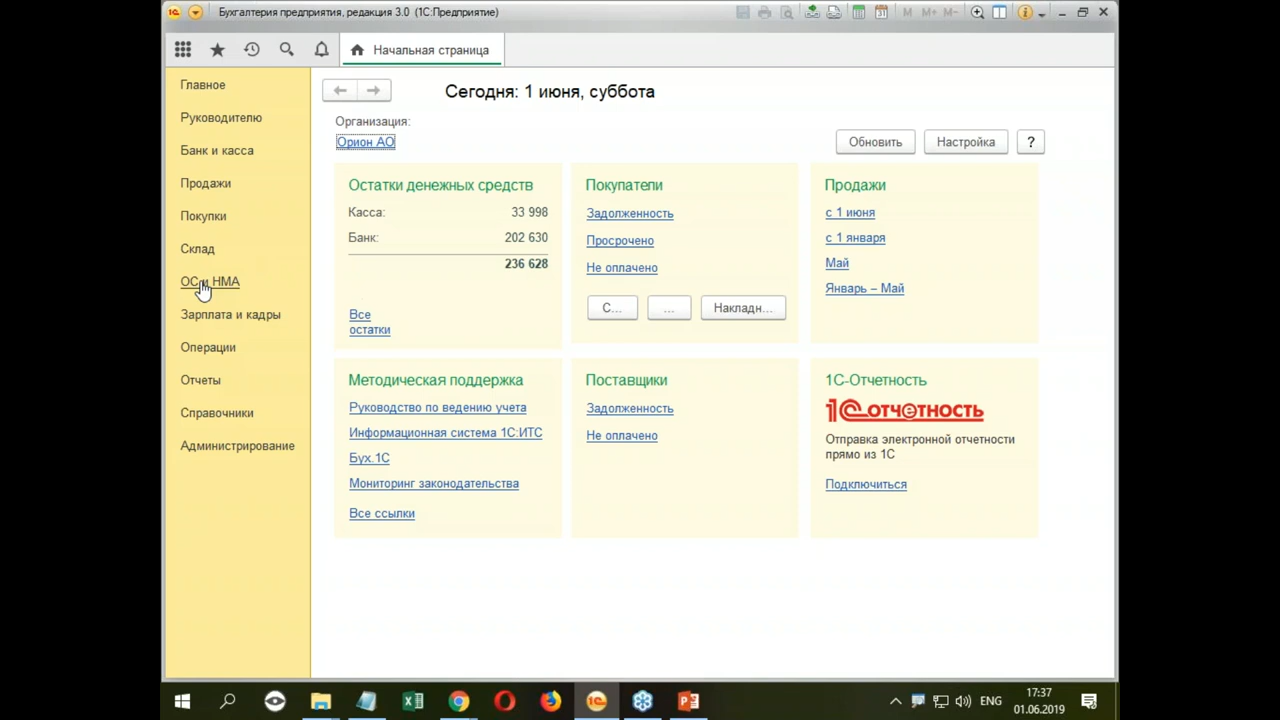 Бухгалтерия предприятия, редакция 3.0 (1С:Предприятие)
M M+ M-
Начальная страница
Главное
Руководителю
Банк и касса
Продажи
Покупки
Склад
ОС и НМА
Зарплата и кадры
Операции
Отчеты
Справочники
Администрирование
Сегодня: 1 июня, суббота
Организация:
Орион АО
Обновить
Настройка
?
Остатки денежных средств
Касса: 33 998
Банк: 202 630
236 628
Все
остатки
Покупатели
Задолженность
Просрочено
Не оплачено
С...
...
Накладн...
Продажи
с 1 июня
с 1 января
Май
Январь – Май
Методическая поддержка
Руководство по ведению учета
Информационная система 1С:ИТС
Бух.1С
Мониторинг законодательства
Все ссылки
Поставщики
Задолженность
Не оплачено
1С-Отчетность
1С ОТЧЕТНОСТЬ
Отправка электронной отчетности
прямо из 1С
Подключиться
ENG
17:37
01.06.2019